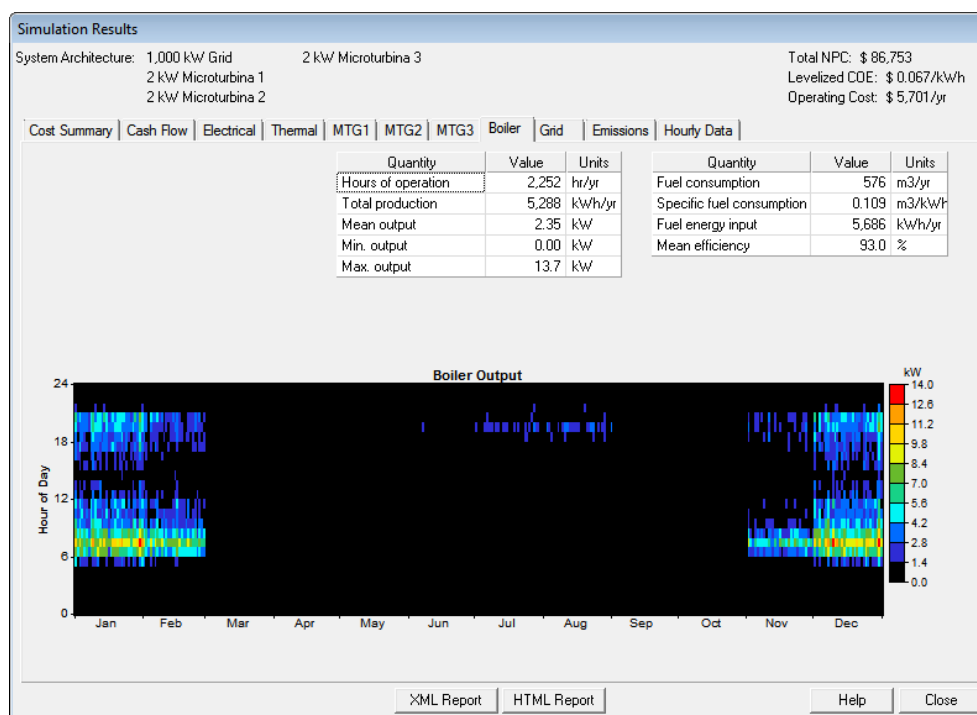 Simulation Results
System Architecture: 1,000 kW Grid 2 kW Microturbina 3
2 kW Microturbina 1
2 kW Microturbina 2
Total NPC: $ 86,753
Levelized COE: $ 0.067/kWh
Operating Cost: $ 5,701/yr
Cost Summary Cash Flow Electrical Thermal MTG1 MTG2 MTG3 Boiler Grid Emissions Hourly Data
Quantity Value Units
Hours of operation 2,252 hr/yr
Total production 5,288 kWh/yr
Mean output 2.35 kW
Min. output 0.00 kW
Max. output 13.7 kW
Quantity Value Units
Fuel consumption 576 m3/yr
Specific fuel consumption 0.109 m3/kWh
Fuel energy input 5,686 kWh/yr
Mean efficiency 93.0 %
Boiler Output
Hour of Day
24
18
12
6
0
Jan Feb Mar Apr May Jun Jul Aug Sep Oct Nov Dec
kW
14.0
12.6
11.2
9.8
8.4
7.0
5.6
4.2
2.8
1.4
0.0
XML Report HTML Report Help Close